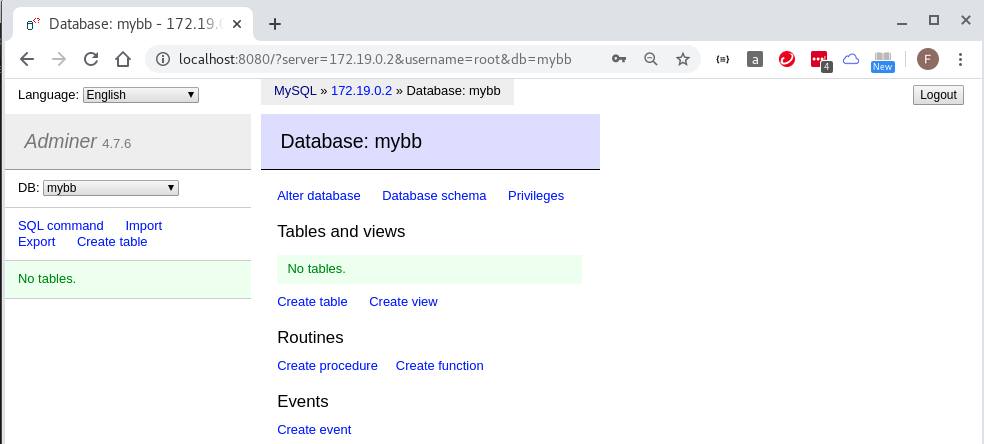 Database: mybb - 172.19.0
localhost:8080/?server=172.19.0.2&username=root&db=mybb
a
4
New
F
Language: English
MySQL » 172.19.0.2 » Database: mybb
Logout
Adminer 4.7.6
Database: mybb
DB: mybb
Alter database Database schema Privileges
SQL command Import
Export Create table
Tables and views
No tables.
No tables.
Create table Create view
Routines
Create procedure Create function
Events
Create event